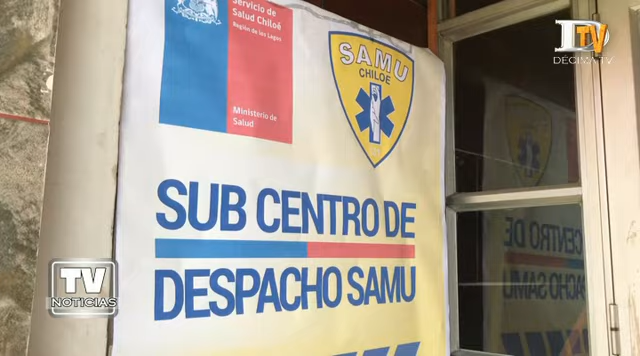 Servicio de
Salud Chiloé
Región de los Lagos
Ministerio de
Salud
SAMU
CHILOE
DTV
DÉCIMA TV
SUB CENTRO DE
DESPACHO SAMU
CENTRO DE
DESPACHO SAMU
TV
NOTICIAS